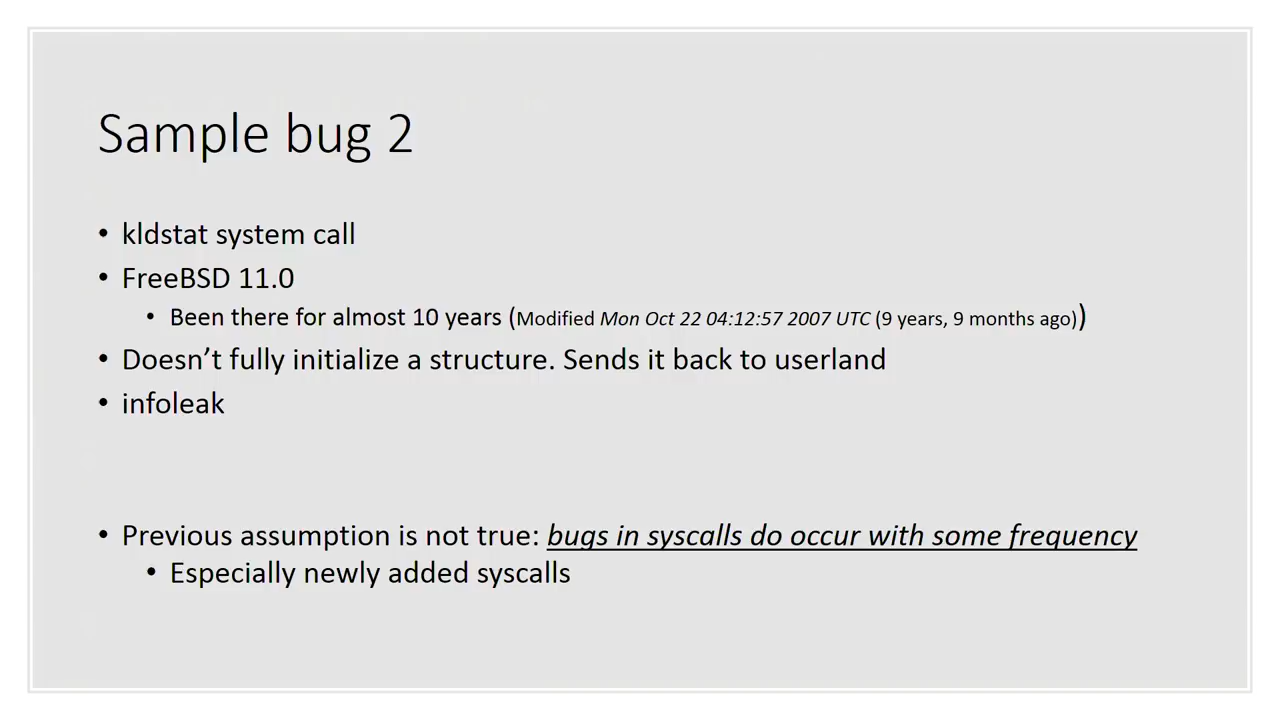 Sample bug 2
• kldstat system call
• FreeBSD 11.0
• Been there for almost 10 years (Modified Mon Oct 22 04:12:57 2007 UTC (9 years, 9 months ago))
• Doesn’t fully initialize a structure. Sends it back to userland
• infoleak
• Previous assumption is not true: bugs in syscalls do occur with some frequency
• Especially newly added syscalls